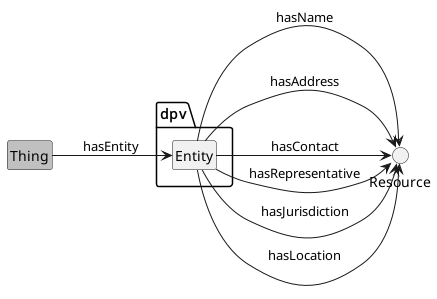 hasName
hasAddress
dpv
hasEntity
hasContact
Thing
Entity
hasRepresentative
Resource
hasJurisdiction
hasLocation